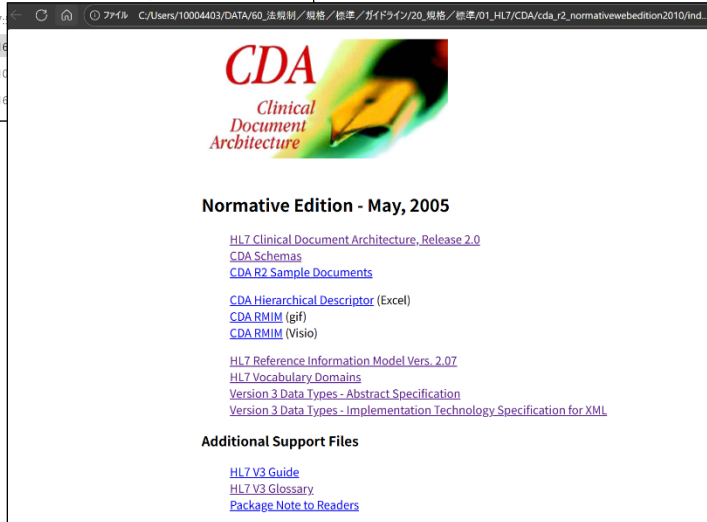 ファイル C:/Users/10004403/DATA/60_法規制／規格／標準／ガイドライン/20_規格／標準/01_HL7/CDA/cda_r2_normativewebedition2010/ind...
CDA
Clinical
Document
Architecture
Normative Edition - May, 2005
HL7 Clinical Document Architecture, Release 2.0
CDA Schemas
CDA R2 Sample Documents
CDA Hierarchical Descriptor (Excel)
CDA RMIM (gif)
CDA RMIM (Visio)
HL7 Reference Information Model Vers. 2.07
HL7 Vocabulary Domains
Version 3 Data Types - Abstract Specification
Version 3 Data Types - Implementation Technology Specification for XML
Additional Support Files
HL7 V3 Guide
HL7 V3 Glossary
Package Note to Readers